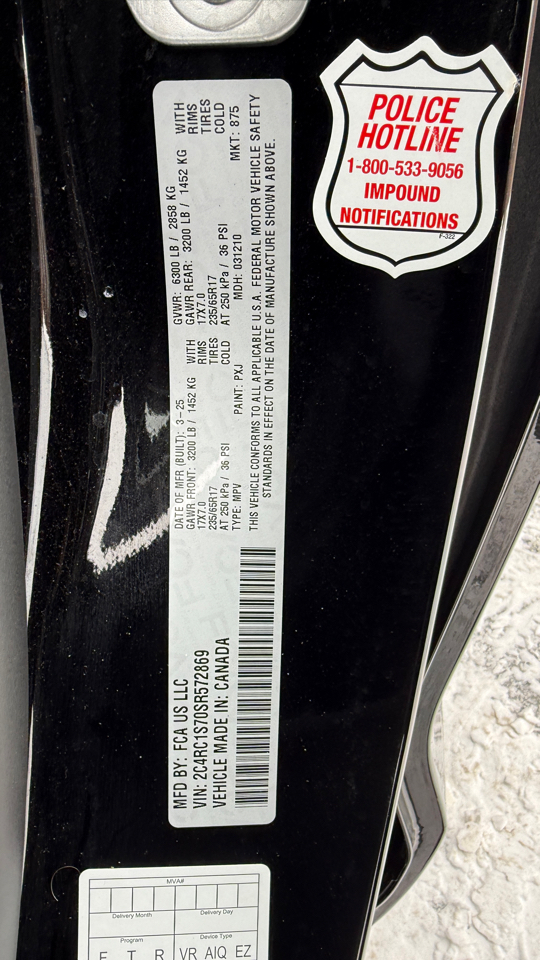 MFD BY: FCA US LLC
VIN: 2C4RC1S70SR572869
VEHICLE MADE IN: CANADA
DATE OF MFR (BUILT): 3-25
GVWR: 6300 LB / 2858 KG
GAWR FRONT: 3200 LB / 1452 KG WITH
GAWR REAR: 3200 LB / 1452 KG WITH
17X7.0 RIMS
17X7.0 RIMS
235/65R17 TIRES
235/65R17 TIRES
AT 250 kPa / 36 PSI COLD
AT 250 kPa / 36 PSI COLD
TYPE: MPV PAINT: PXJ MDH: 031210 MKT: 875
THIS VEHICLE CONFORMS TO ALL APPLICABLE U.S.A. FEDERAL MOTOR VEHICLE SAFETY
STANDARDS IN EFFECT ON THE DATE OF MANUFACTURE SHOWN ABOVE.
POLICE
HOTLINE
1-800-533-9056
IMPOUND
NOTIFICATIONS
F-322
MVA#
Delivery Month Delivery Day
Program Device Type
F T R VR AIQ EZ